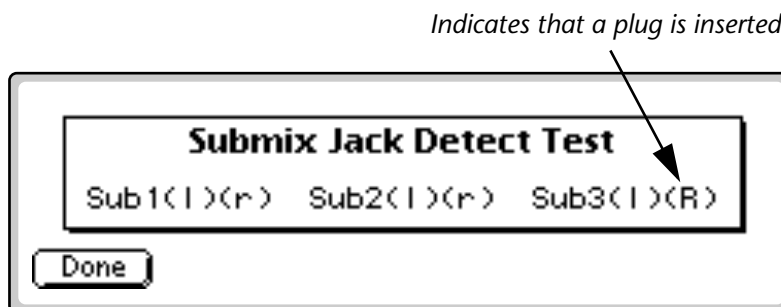 Indicates that a plug is inserted
Submix Jack Detect Test
Sub1(l)(r) Sub2(l)(r) Sub3(l)(R)
Done